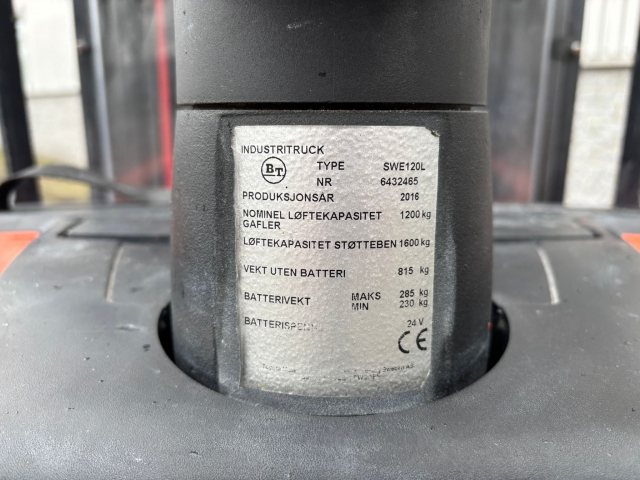 INDUSTRITRUCK
BT TYPE SWE120L
NR 6432465
PRODUKSJONSÅR 2016
NOMINEL LØFTEKAPASITET 1200 kg
GAFLER
LØFTEKAPASITET STØTTEBEN 1600 kg
VEKT UTEN BATTERI 815 kg
BATTERIVEKT MAKS 285 kg
MIN 230 kg
24 V
CE